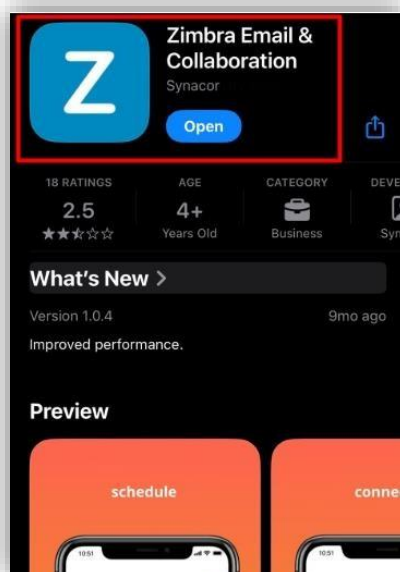 Z
Zimbra Email &
Collaboration
Synacor
Open
18 RATINGS
AGE
CATEGORY
2.5
4+
Years Old
Business
What's New >
Version 1.0.4
9mo ago
Improved performance.
Preview
schedule
10:51
10:51